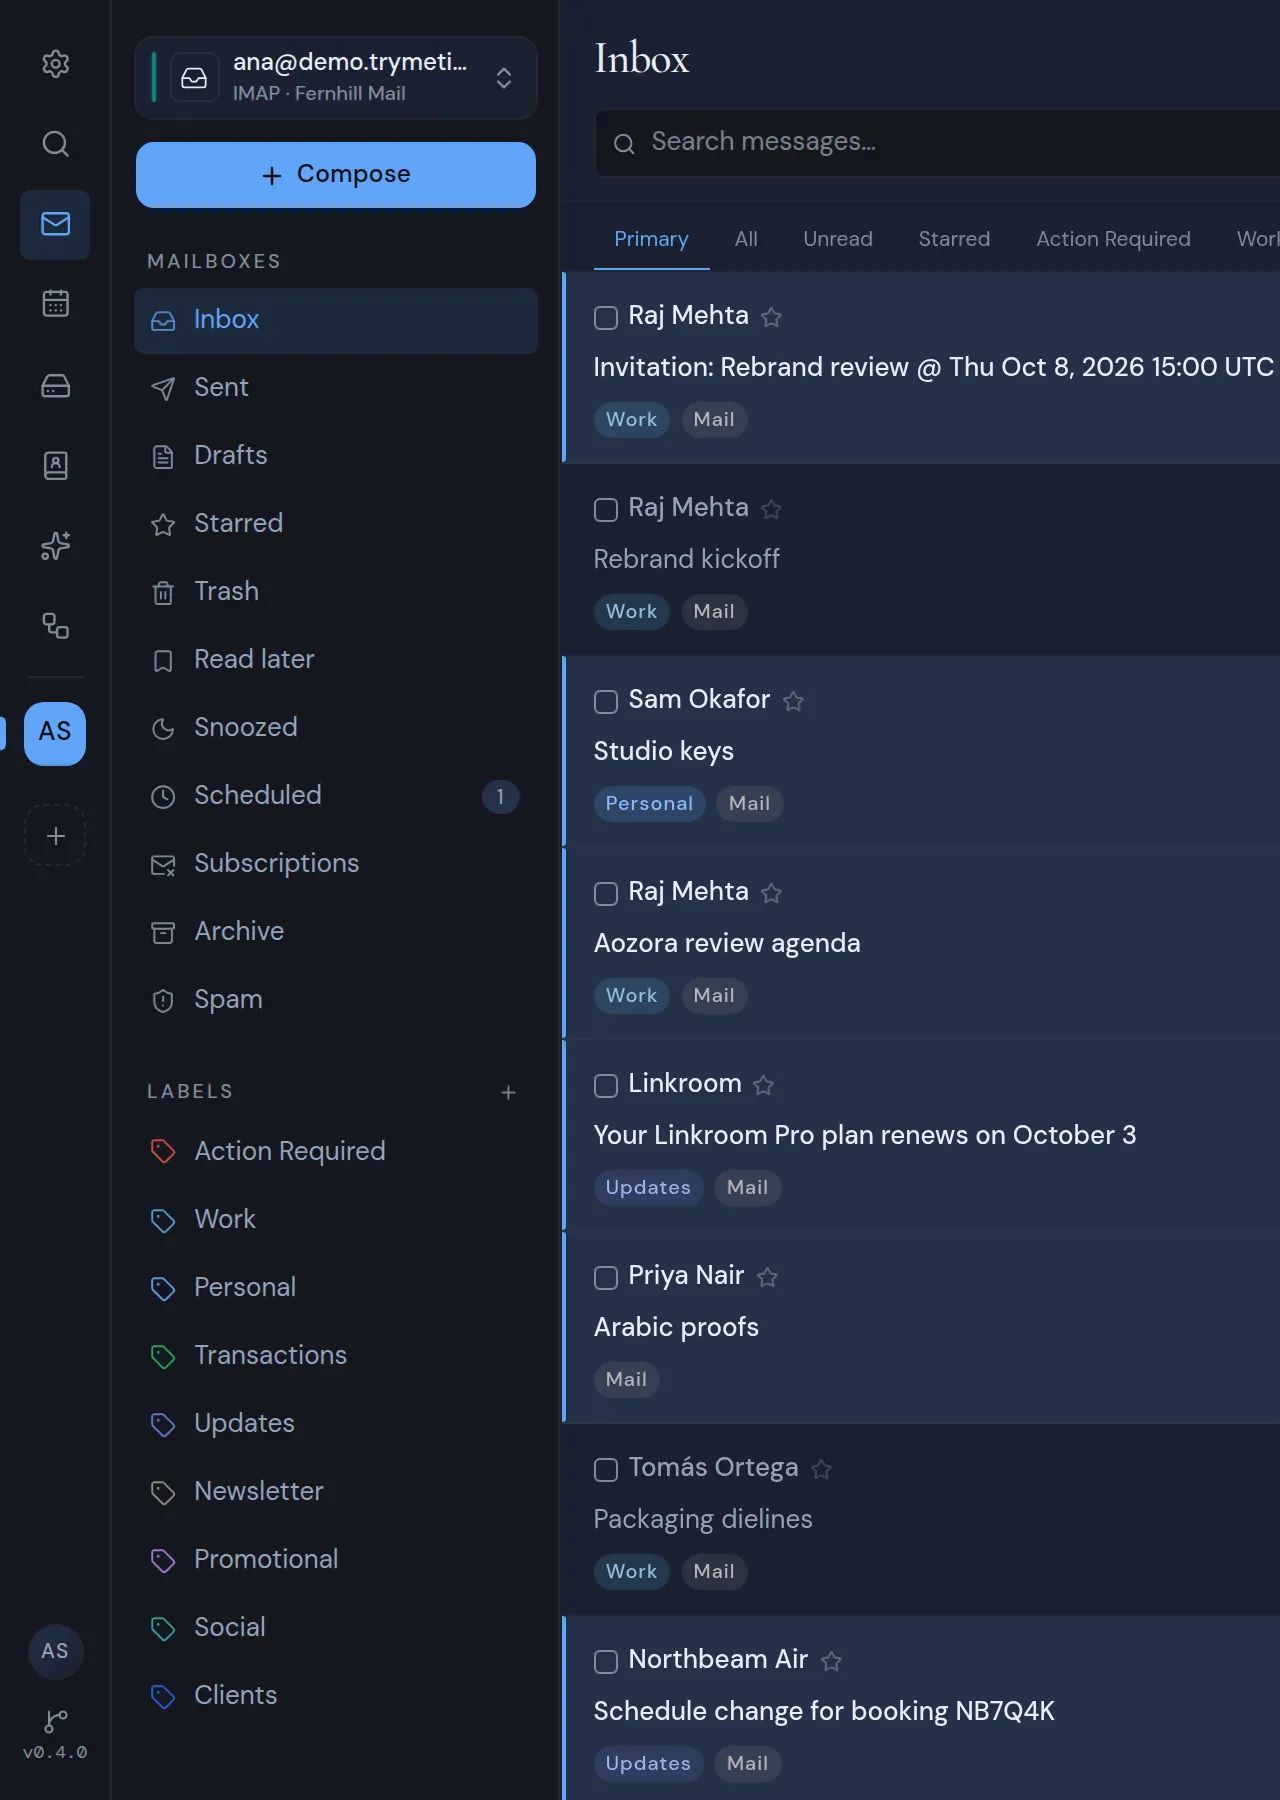 ana@demo.trymeti...
IMAP · Fernhill Mail
Compose
MAILBOXES
Inbox
Sent
Drafts
Starred
Trash
Read later
Snoozed
Scheduled 1
Subscriptions
Archive
Spam
LABELS
Action Required
Work
Personal
Transactions
Updates
Newsletter
Promotional
Social
Clients
AS
AS
v0.4.0
Inbox
Search messages...
Primary All Unread Starred Action Required
Raj Mehta
Invitation: Rebrand review @ Thu Oct 8, 2026 15:00 UTC
Work Mail
Raj Mehta
Rebrand kickoff
Work Mail
Sam Okafor
Studio keys
Personal Mail
Raj Mehta
Aozora review agenda
Work Mail
Linkroom
Your Linkroom Pro plan renews on October 3
Updates Mail
Priya Nair
Arabic proofs
Mail
Tomás Ortega
Packaging dielines
Work Mail
Northbeam Air
Schedule change for booking NB7Q4K
Updates Mail